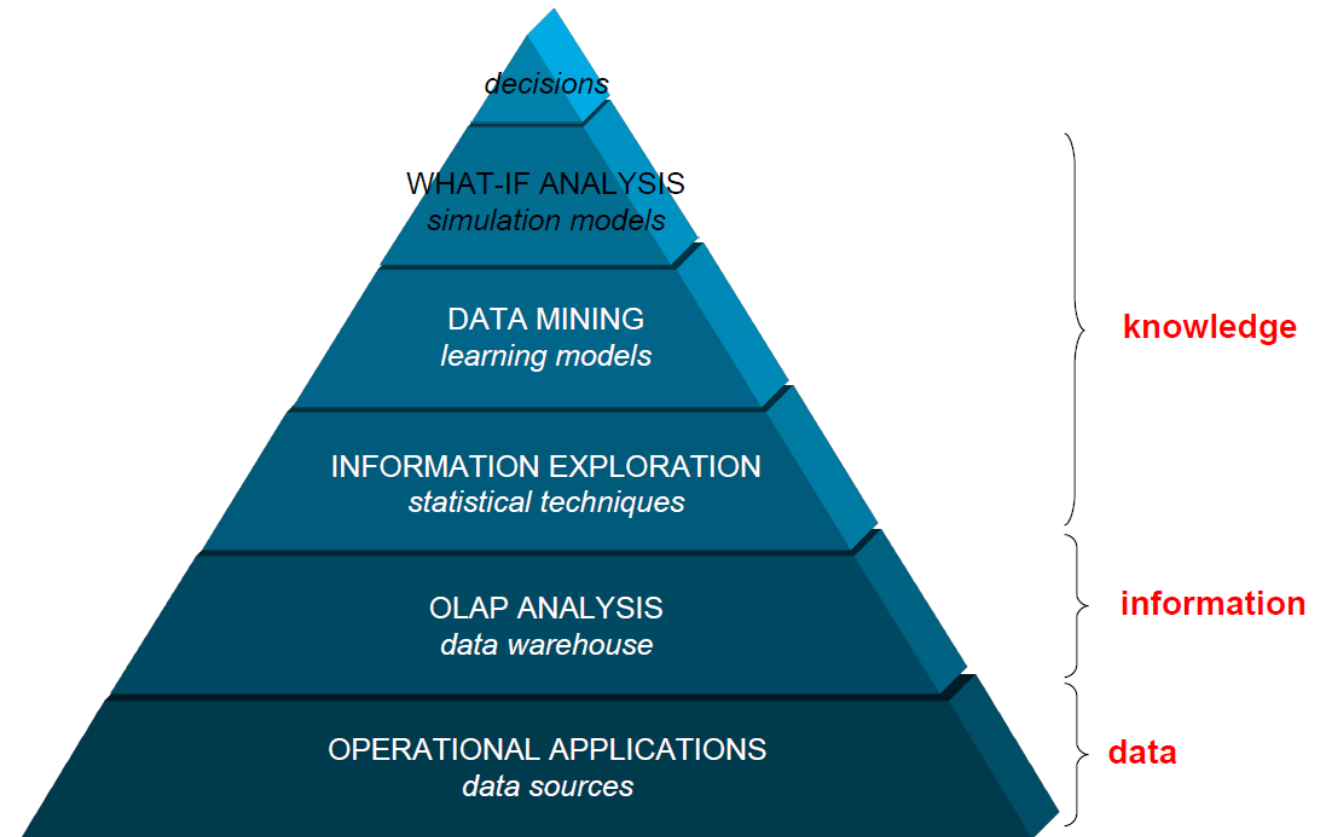 decisions
WHAT-IF ANALYSIS
simulation models
DATA MINING
learning models
knowledge
INFORMATION EXPLORATION
statistical techniques
OLAP ANALYSIS
data warehouse
information
OPERATIONAL APPLICATIONS
data sources
data